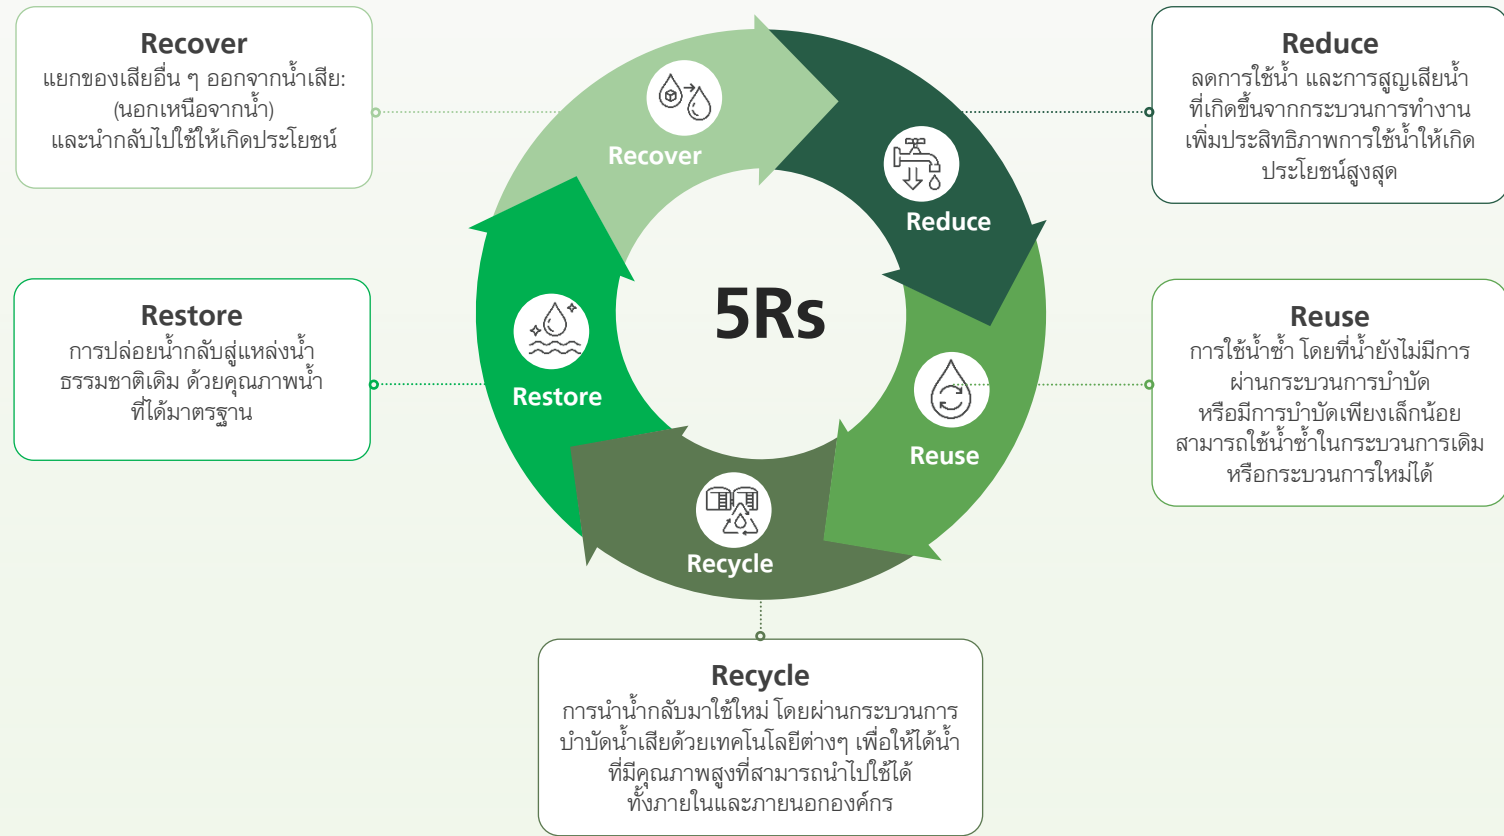 Recover
แยกของเสียอื่น ๆ ออกจากน้ำเสีย:
(นอกเหนือจากน้ำ)
และนำกลับไปใช้ให้เกิดประโยชน์
Reduce
ลดการใช้น้ำ และการสูญเสียน้ำ
ที่เกิดขึ้นจากกระบวนการทำงาน
เพิ่มประสิทธิภาพการใช้น้ำให้เกิด
ประโยชน์สูงสุด
Recover
Reduce
5Rs
Restore
การปล่อยน้ำกลับสู่แหล่งน้ำ
ธรรมชาติเดิม ด้วยคุณภาพน้ำ
ที่ได้มาตรฐาน
Reuse
การใช้น้ำซ้ำ โดยที่น้ำยังไม่มีการ
ผ่านกระบวนการบำบัด
หรือมีการบำบัดเพียงเล็กน้อย
สามารถใช้น้ำซ้ำในกระบวนการเดิม
หรือกระบวนการใหม่ได้
Restore
Reuse
Recycle
Recycle
การนำน้ำกลับมาใช้ใหม่ โดยผ่านกระบวนการ
บำบัดน้ำเสียด้วยเทคโนโลยีต่างๆ เพื่อให้ได้น้ำ
ที่มีคุณภาพสูงที่สามารถนำไปใช้ได้
ทั้งภายในและภายนอกองค์กร